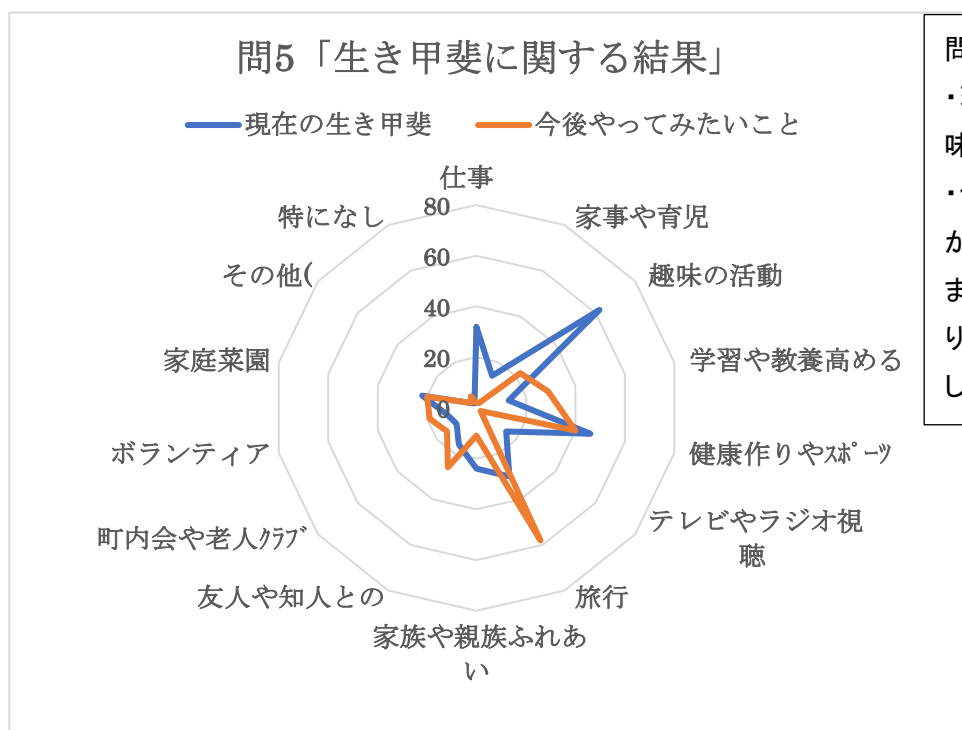 問5「生き甲斐に関する結果」
現在の生き甲斐
今後やってみたいこと
仕事
家事や育児
趣味の活動
学習や教養高める
健康作りやｽﾎﾟｰﾂ
テレビやラジオ視
聴
旅行
家族や親族ふれあ
い
友人や知人との
町内会や老人ｸﾗﾌﾞ
ボランティア
家庭菜園
その他(
特になし
80
60
40
20
0
問
・
味
・
か
ま
り
し